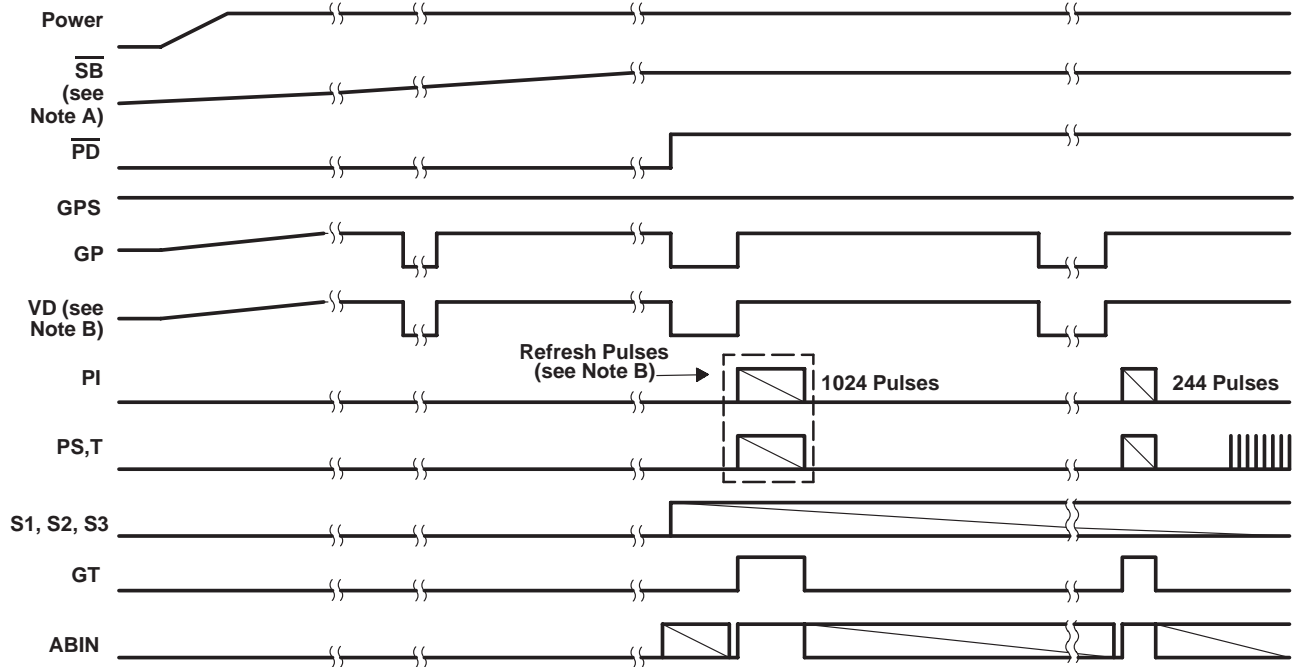 Power
SB
(see
Note A)
PD
GPS
GP
VD (see
Note B)
Refresh Pulses
(see Note B)
PI
1024 Pulses
244 Pulses
PS,T
S1, S2, S3
GT
ABIN